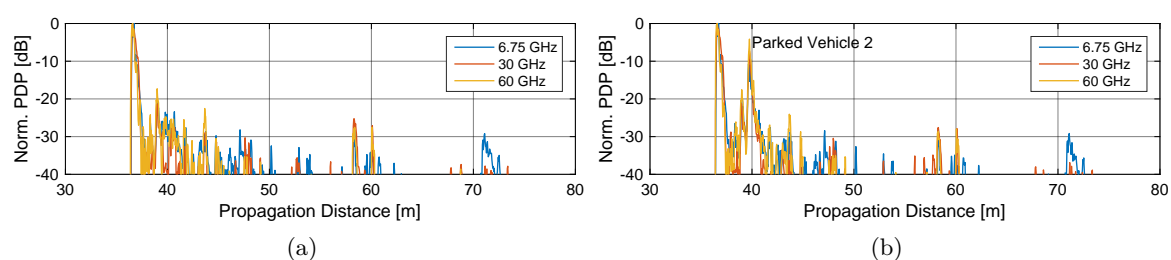 Norm. PDP [dB]
0
-10
-20
-30
-40
30 40 50 60 70 80
Propagation Distance [m]
6.75 GHz
30 GHz
60 GHz
(a)
Norm. PDP [dB]
0
-10
-20
-30
-40
30 40 50 60 70 80
Propagation Distance [m]
Parked Vehicle 2
6.75 GHz
30 GHz
60 GHz
(b)